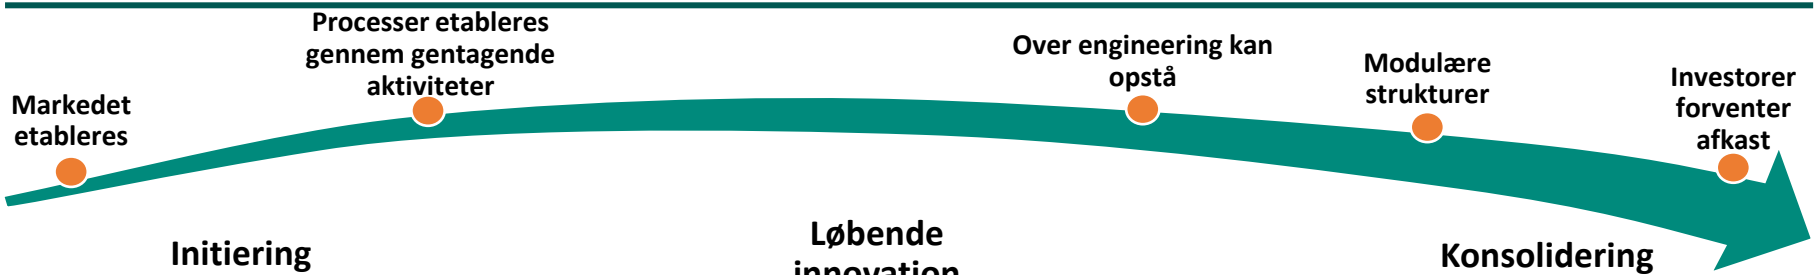 Markedet
etableres
Processer etableres
gennem gentagende
aktiviteter
Over engineering kan
opstå
Modulære
strukturer
Investorer
forventer
afkast
Initiering
Løbende
innovation
Konsolidering